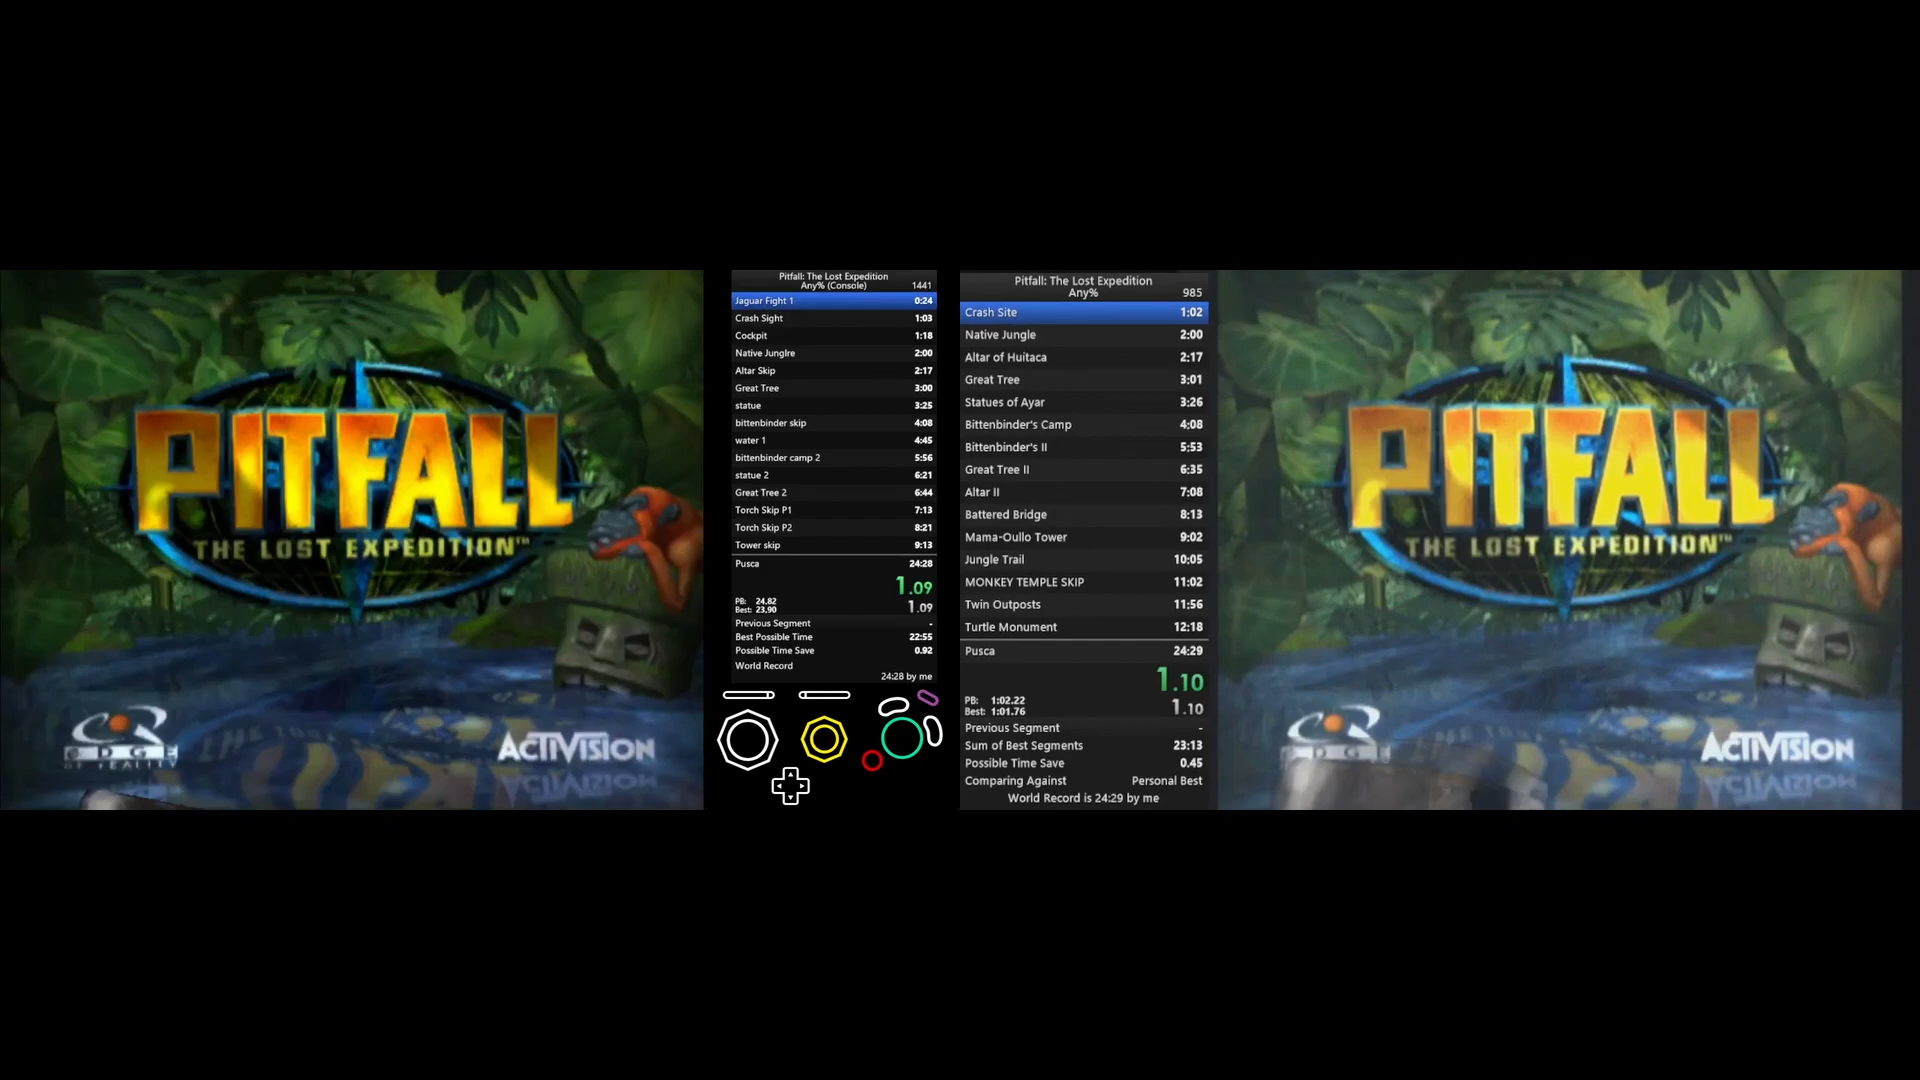 PITFALL
THE LOST EXPEDITION™
EDGE
OF REALITY
ACTIVISION
Pitfall: The Lost Expedition
Any% (Console) 1441
Jaguar Fight 1 0:24
Crash Sight 1:03
Cockpit 1:18
Native Junglre 2:00
Altar Skip 2:17
Great Tree 3:00
statue 3:25
bittenbinder skip 4:08
water 1 4:45
bittenbinder camp 2 5:56
statue 2 6:21
Great Tree 2 6:44
Torch Skip P1 7:13
Torch Skip P2 8:21
Tower skip 9:13
Pusca 24:28
1.09
PB: 24.82
Best: 23.90 1.09
Previous Segment -
Best Possible Time 22:55
Possible Time Save 0.92
World Record
24:28 by me
Pitfall: The Lost Expedition
Any% 985
Crash Site 1:02
Native Jungle 2:00
Altar of Huitaca 2:17
Great Tree 3:01
Statues of Ayar 3:26
Bittenbinder's Camp 4:08
Bittenbinder's II 5:53
Great Tree II 6:35
Altar II 7:08
Battered Bridge 8:13
Mama-Oullo Tower 9:02
Jungle Trail 10:05
MONKEY TEMPLE SKIP 11:02
Twin Outposts 11:56
Turtle Monument 12:18
Pusca 24:29
1.10
PB: 1:02.22
Best: 1:01.76 1.10
Previous Segment -
Sum of Best Segments 23:13
Possible Time Save 0.45
Comparing Against Personal Best
World Record is 24:29 by me
PITFALL
THE LOST EXPEDITION™
EDGE
ACTIVISION